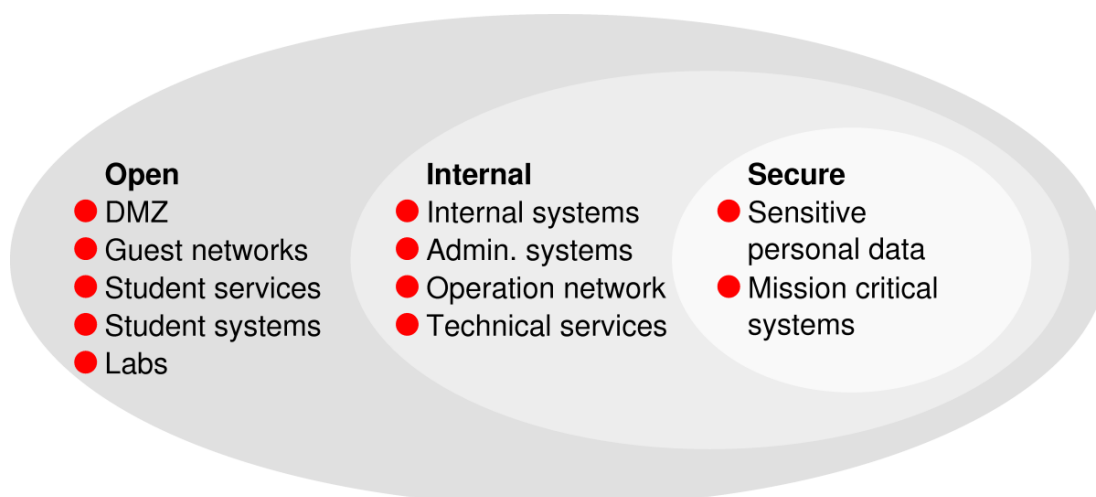 Open
DMZ
Guest networks
Student services
Student systems
Labs
Internal
Internal systems
Admin. systems
Operation network
Technical services
Secure
Sensitive
personal data
Mission critical
systems